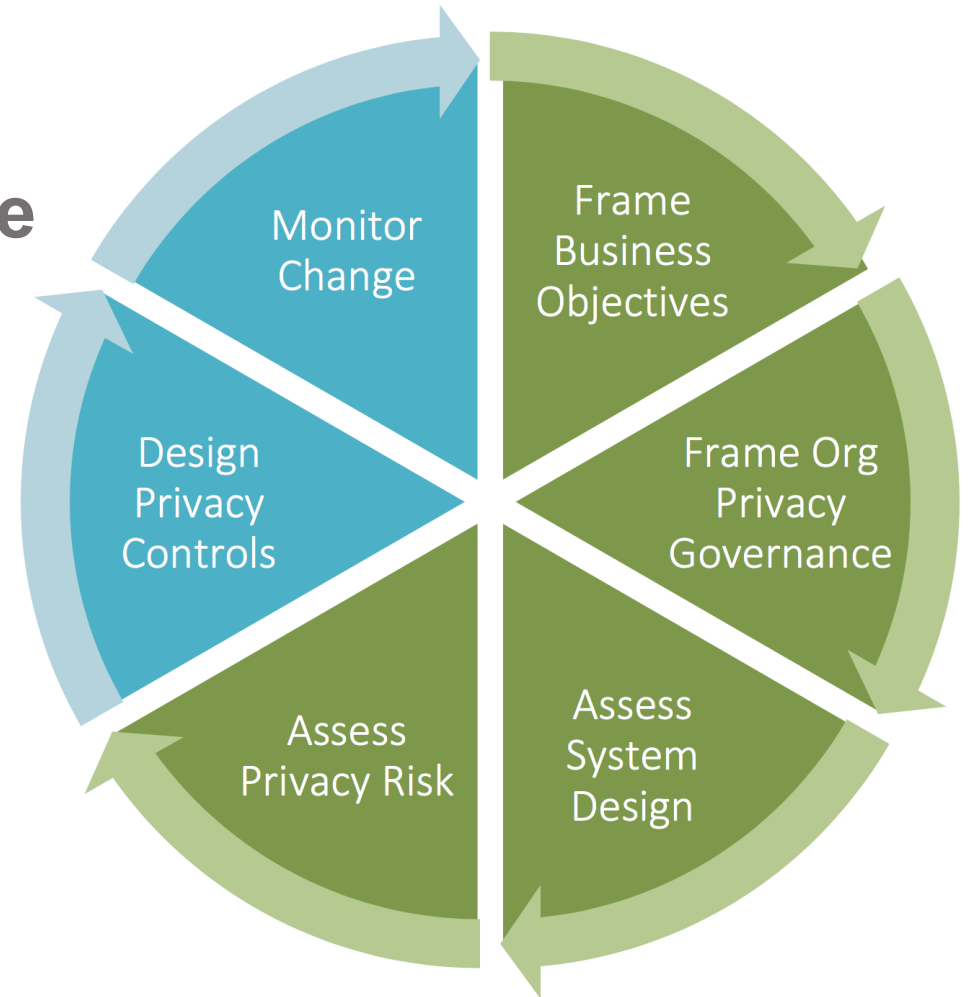 e
Frame
Business
Objectives
Frame Org
Privacy
Governance
Assess
System
Design
Assess
Privacy Risk
Design
Privacy
Controls
Monitor
Change